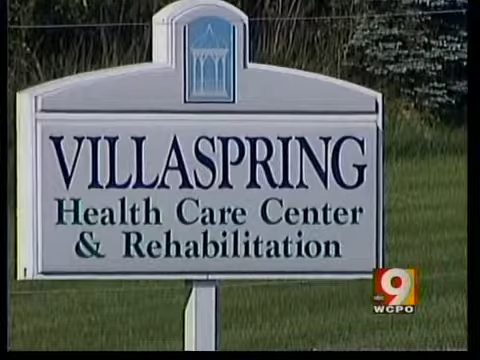 VILLASPRING
Health Care Center
& Rehabilitation
9
WCPO